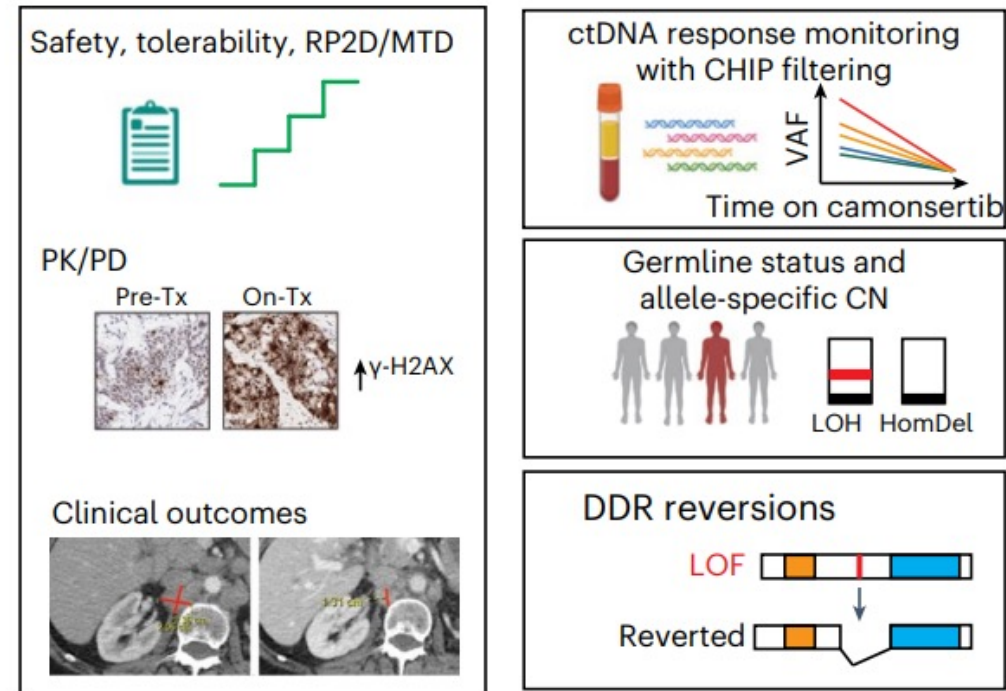 Safety, tolerability, RP2D/MTD
PK/PD
Pre-Tx
On-Tx
γ-H2AX
Clinical outcomes
ctDNA response monitoring
with CHIP filtering
VAF
Time on camonsertib
Germline status and
allele-specific CN
LOH
HomDel
DDR reversions
LOF
Reverted